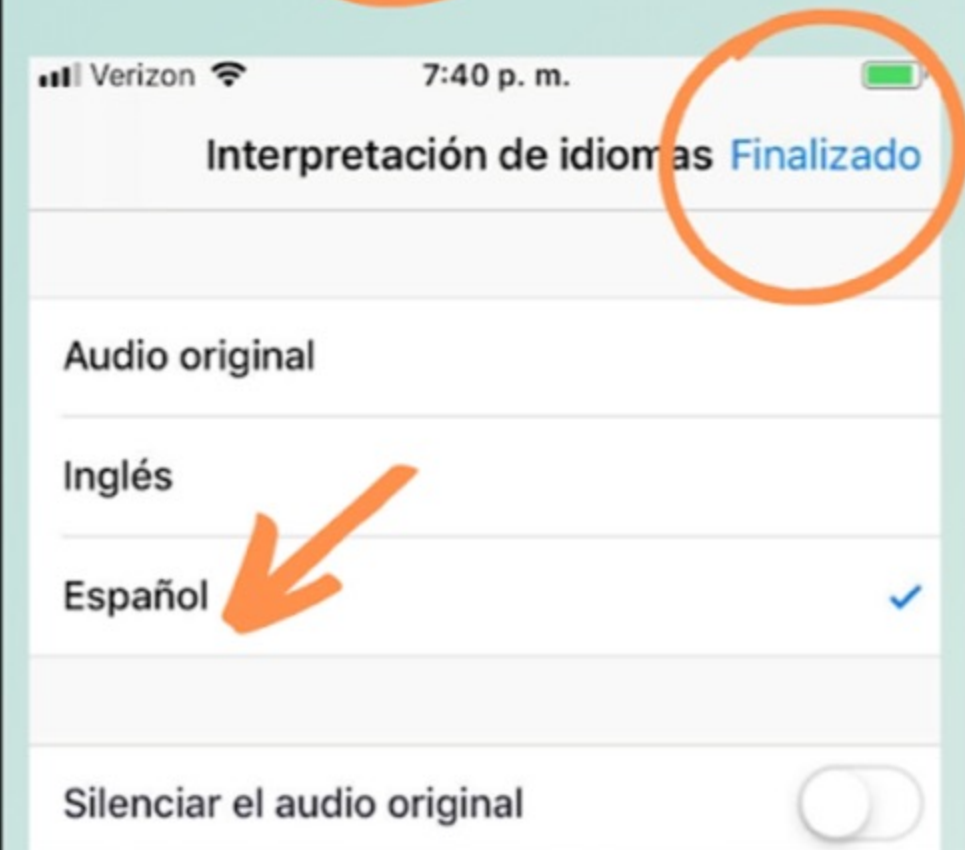 Verizon 7:40 p. m.
Interpretación de idiomas Finalizado
Audio original
Inglés
Español
Silenciar el audio original